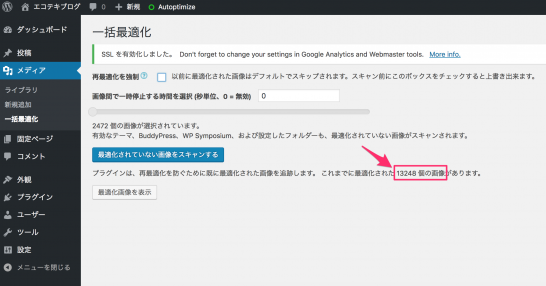 エコテキブログ 0 新規 Autoptimize
ダッシュボード
投稿
メディア
ライブラリ
新規追加
一括最適化
固定ページ
コメント
外観
プラグイン
ユーザー
ツール
設定
メニューを閉じる
一括最適化
SSL を有効化しました。 Don't forget to change your settings in Google Analytics and Webmaster tools. More info.
再最適化を強制 ? 以前に最適化された画像はデフォルトでスキップされます。スキャン前にこのボックスをチェックすると上書き出来ます。
画像間で一時停止する時間を選択 (秒単位、0 = 無効) 0
2472 個の画像が選択されています。
有効なテーマ、BuddyPress、WP Symposium、および設定したフォルダーも、最適化されていない画像がスキャンされます。
最適化されていない画像をスキャンする
プラグインは、再最適化を防ぐために既に最適化された画像を追跡します。 これまでに最適化された 13248 個の画像があります。
最適化画像を表示